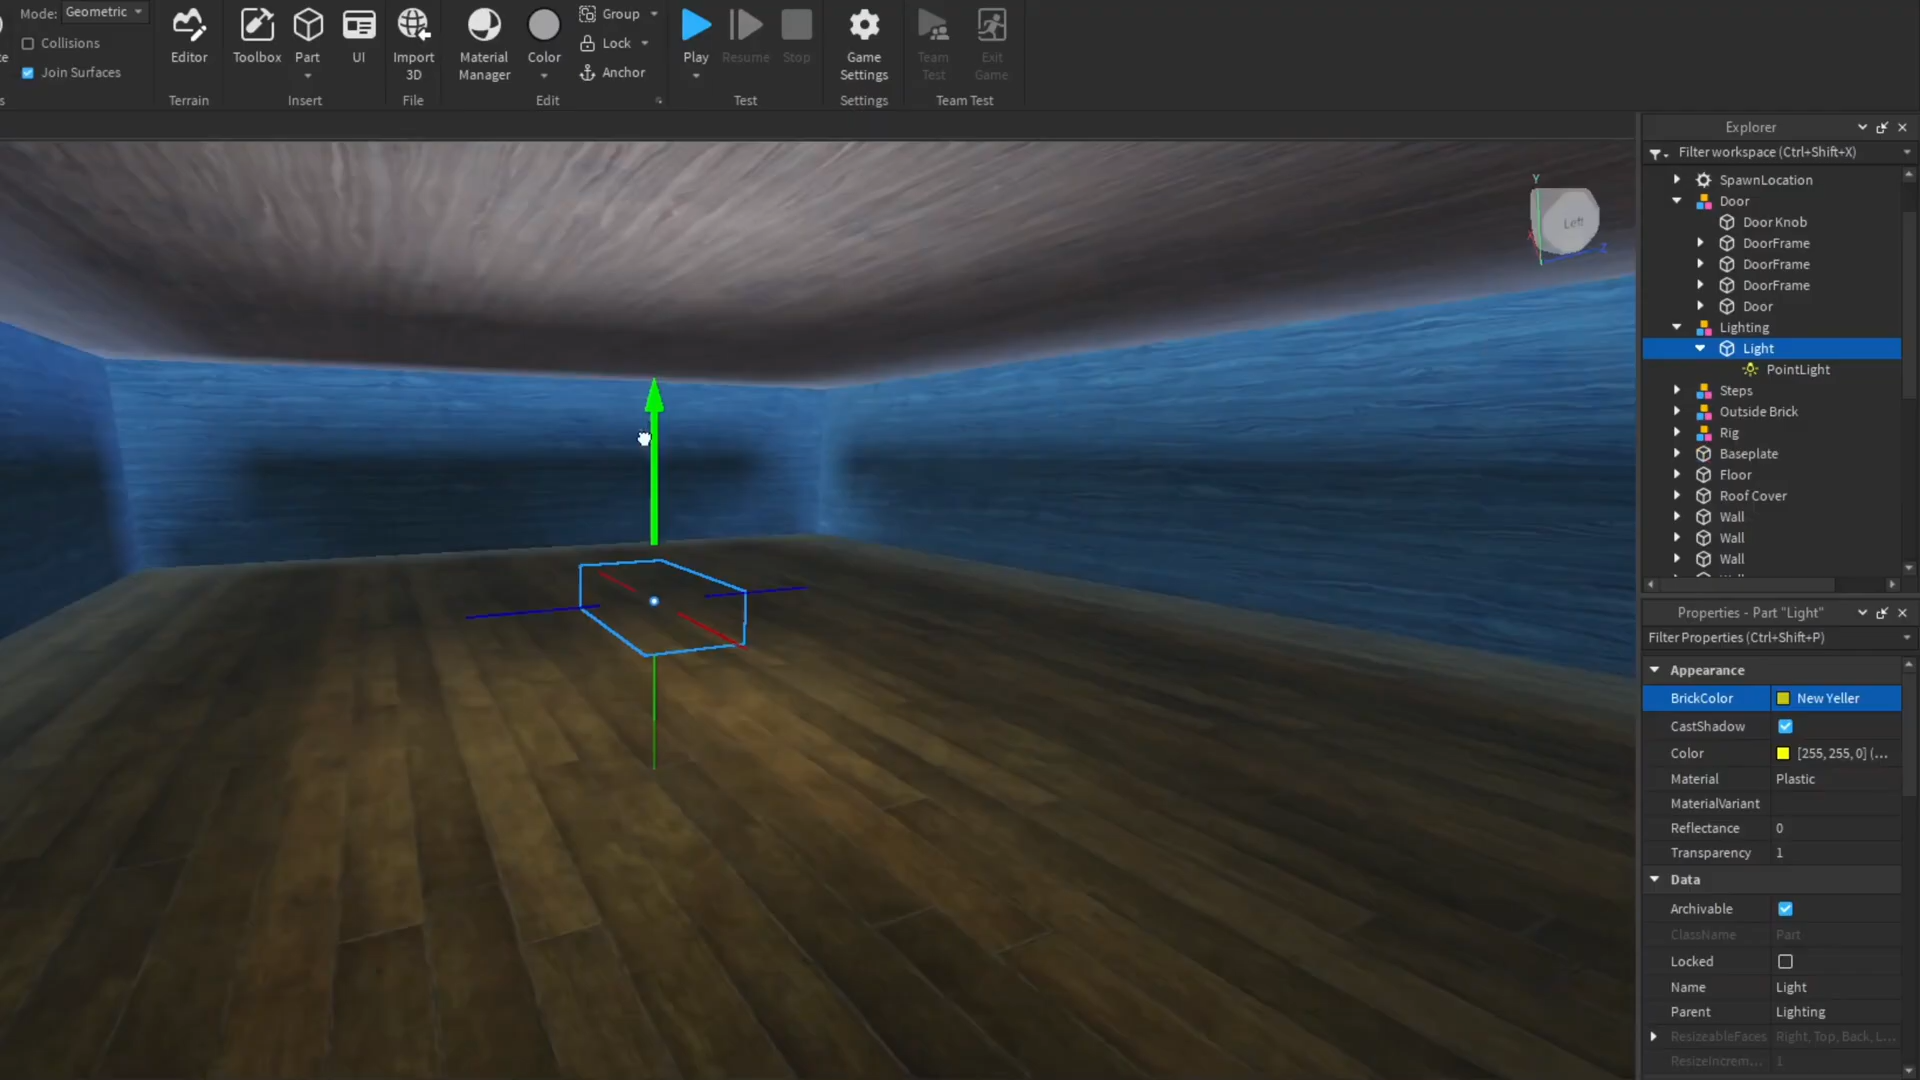 Mode: Geometric
Collisions
Join Surfaces
Editor
Toolbox
Part
UI
Import
3D
Material
Manager
Color
Group
Lock
Anchor
Play
Resume
Stop
Game
Settings
Team
Test
Exit
Game
Terrain
Insert
File
Edit
Test
Settings
Team Test
Explorer
Filter workspace (Ctrl+Shift+X)
SpawnLocation
Door
Door Knob
DoorFrame
DoorFrame
DoorFrame
Door
Lighting
Light
PointLight
Steps
Outside Brick
Rig
Baseplate
Floor
Roof Cover
Wall
Wall
Wall
Y
Left
Z
Properties - Part "Light"
Filter Properties (Ctrl+Shift+P)
Appearance
BrickColor New Yeller
CastShadow
Color [255, 255, 0] (...
Material Plastic
MaterialVariant
Reflectance 0
Transparency 1
Data
Archivable
ClassName Part
Locked
Name Light
Parent Lighting
ResizeableFaces Right, Top, Back, L...
ResizeIncrem... 1